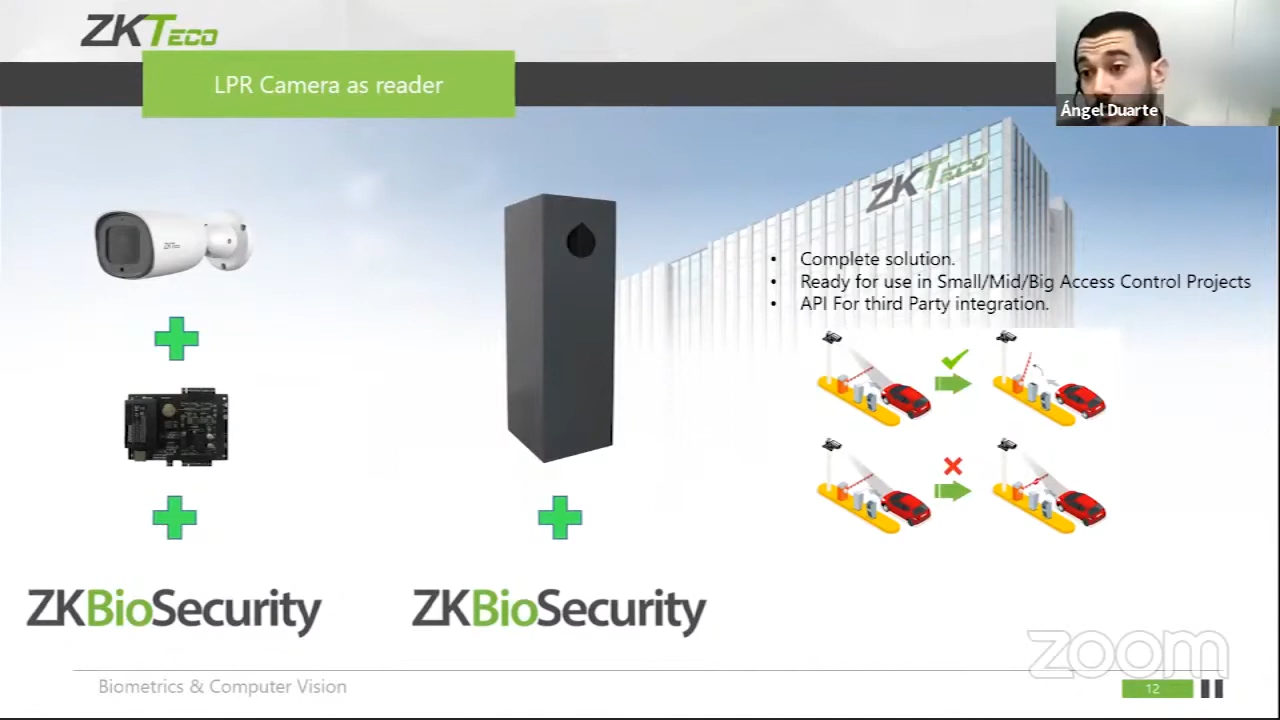 ZKTECO
LPR Camera as reader
Ángel Duarte
ZKTECO
ZKTECO
• Complete solution.
• Ready for use in Small/Mid/Big Access Control Projects
• API For third Party integration.
ZKBioSecurity
ZKBioSecurity
zoom
Biometrics & Computer Vision
12